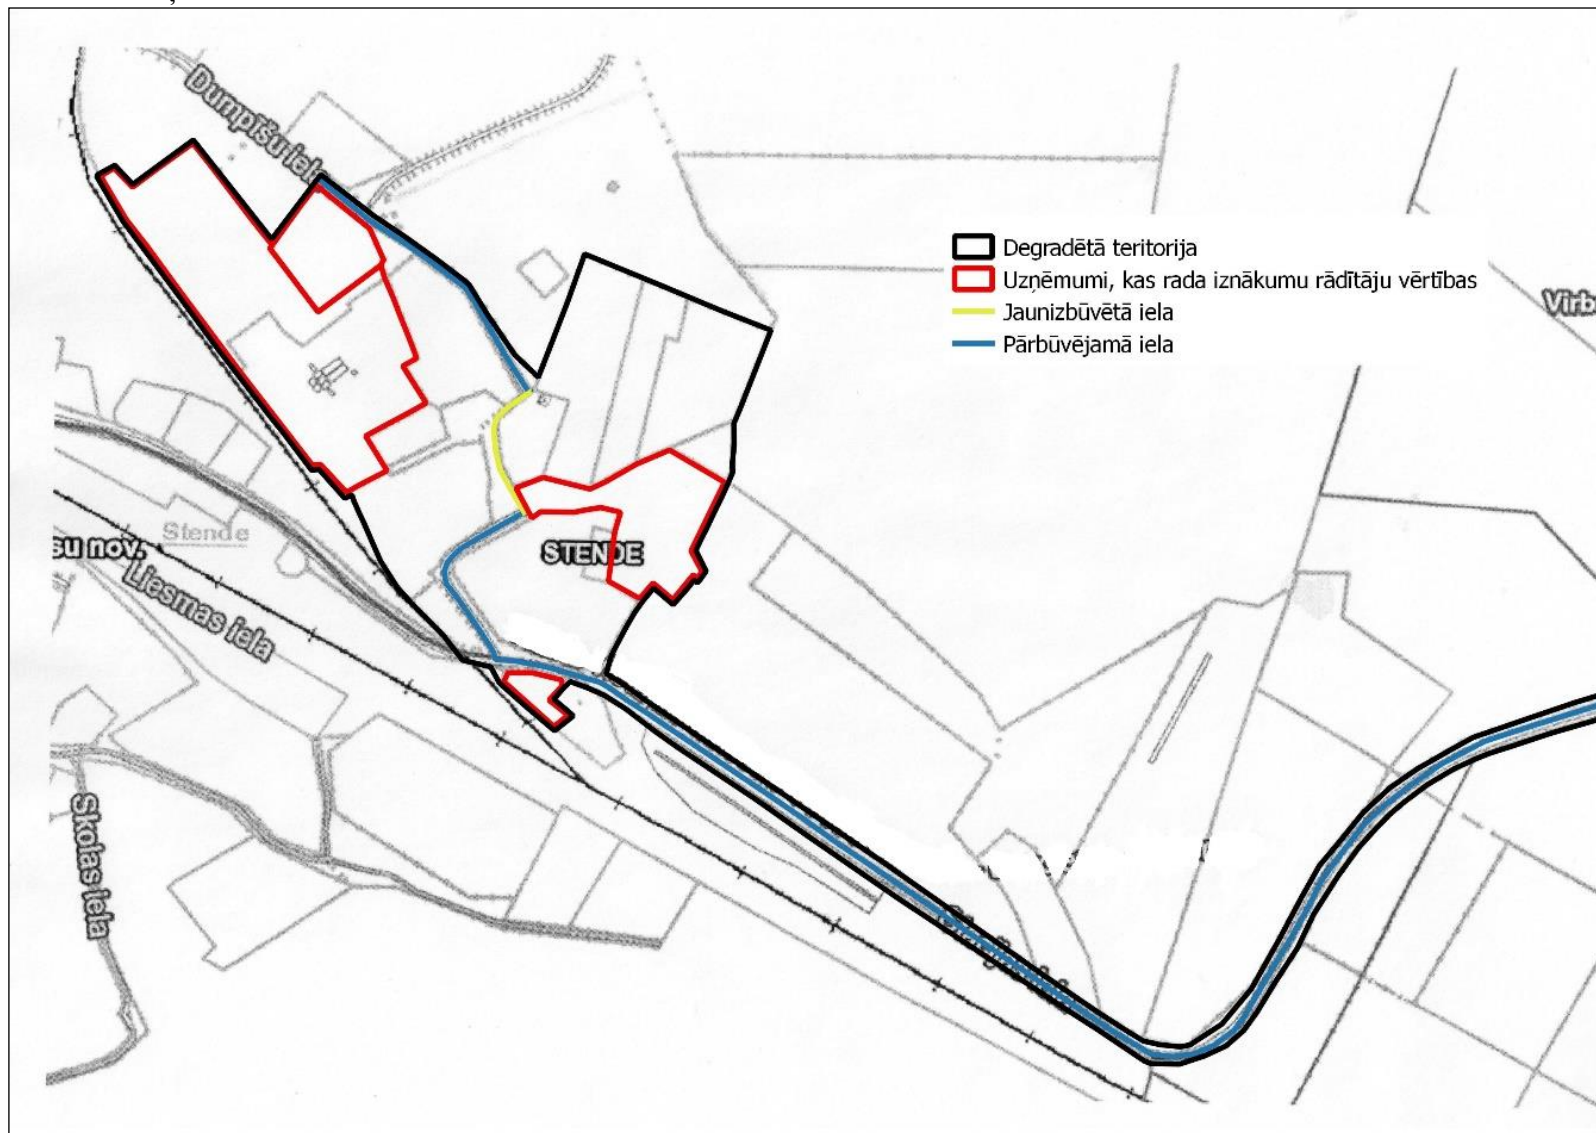 Dumpīšu iela
Degradētā teritorija
Uzņēmumi, kas rada iznākumu rādītāju vērtības
Jaunizbūvētā iela
Pārbūvējamā iela
Virb
Stende
su nov.
STENDE
Liesmas iela
Skolas iela